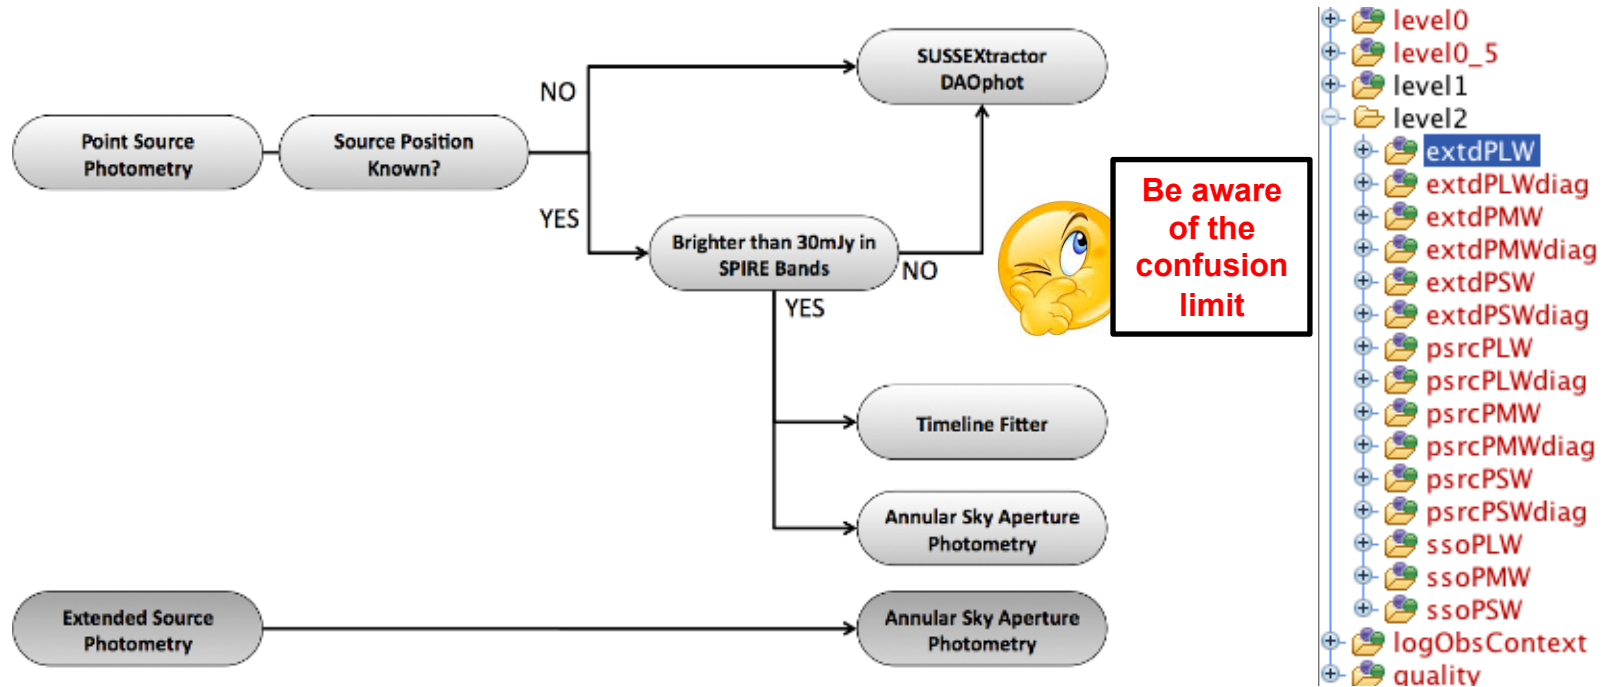 SUSSEXtractor
DAOphot
NO
Point Source
Photometry
Source Position
Known?
YES
Brighter than 30mJy in
SPIRE Bands
NO
YES
Be aware
of the
confusion
limit
Timeline Fitter
Annular Sky Aperture
Photometry
Extended Source
Photometry
Annular Sky Aperture
Photometry
level0
level0_5
level1
level2
extdPLW
extdPLWdiag
extdPMW
extdPMWdiag
extdPSW
extdPSWdiag
psrcPLW
psrcPLWdiag
psrcPMW
psrcPMWdiag
psrcPSW
psrcPSWdiag
ssoPLW
ssoPMW
ssoPSW
logObsContext
quality